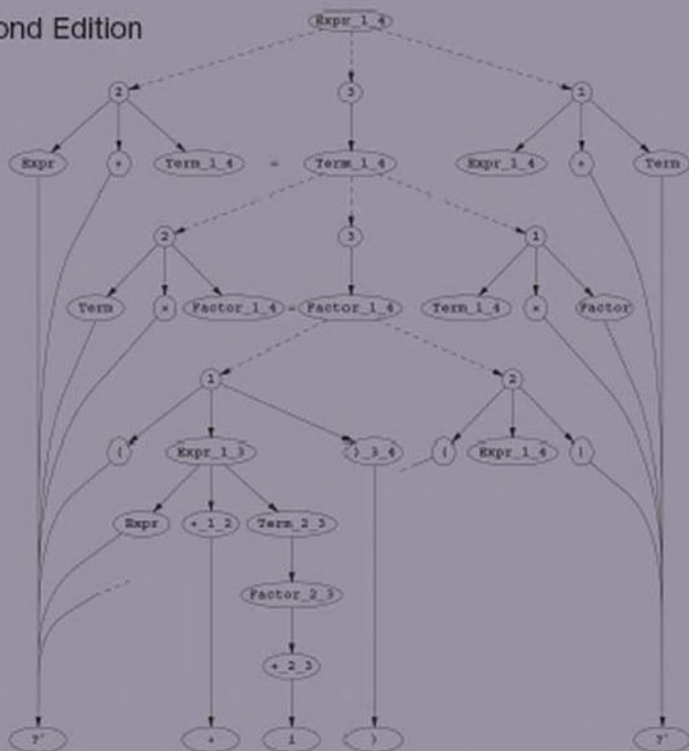 ond Edition
Expr_1_4
2 3 1
Expr + Term_1_4 = Term_1_4 Expr_1_4 + Term
2 3 1
Term × Factor_1_4 = Factor_1_4 Term_1_4 × Factor
1 2
( Expr_1_3 )_3_4 ( Expr_1_4 )
Expr +_1_2 Term_2_3
Factor_2_3
+ i )